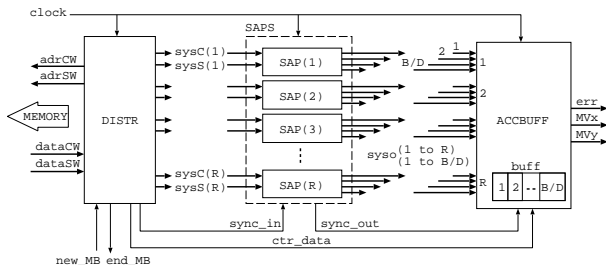 clock
SAPS
adrCW
adrSW
MEMORY
dataCW
dataSW
DISTR
sysC(1)
sysS(1)
sysC(R)
sysS(R)
SAP(1)
SAP(2)
SAP(3)
SAP(R)
B/D
2 1
1
2
R
syso(1 to R)
(1 to B/D)
ACCBUFF
buff
1 2 -- B/D
err
MVx
MVy
sync_in
sync_out
ctr_data
new_MB end_MB